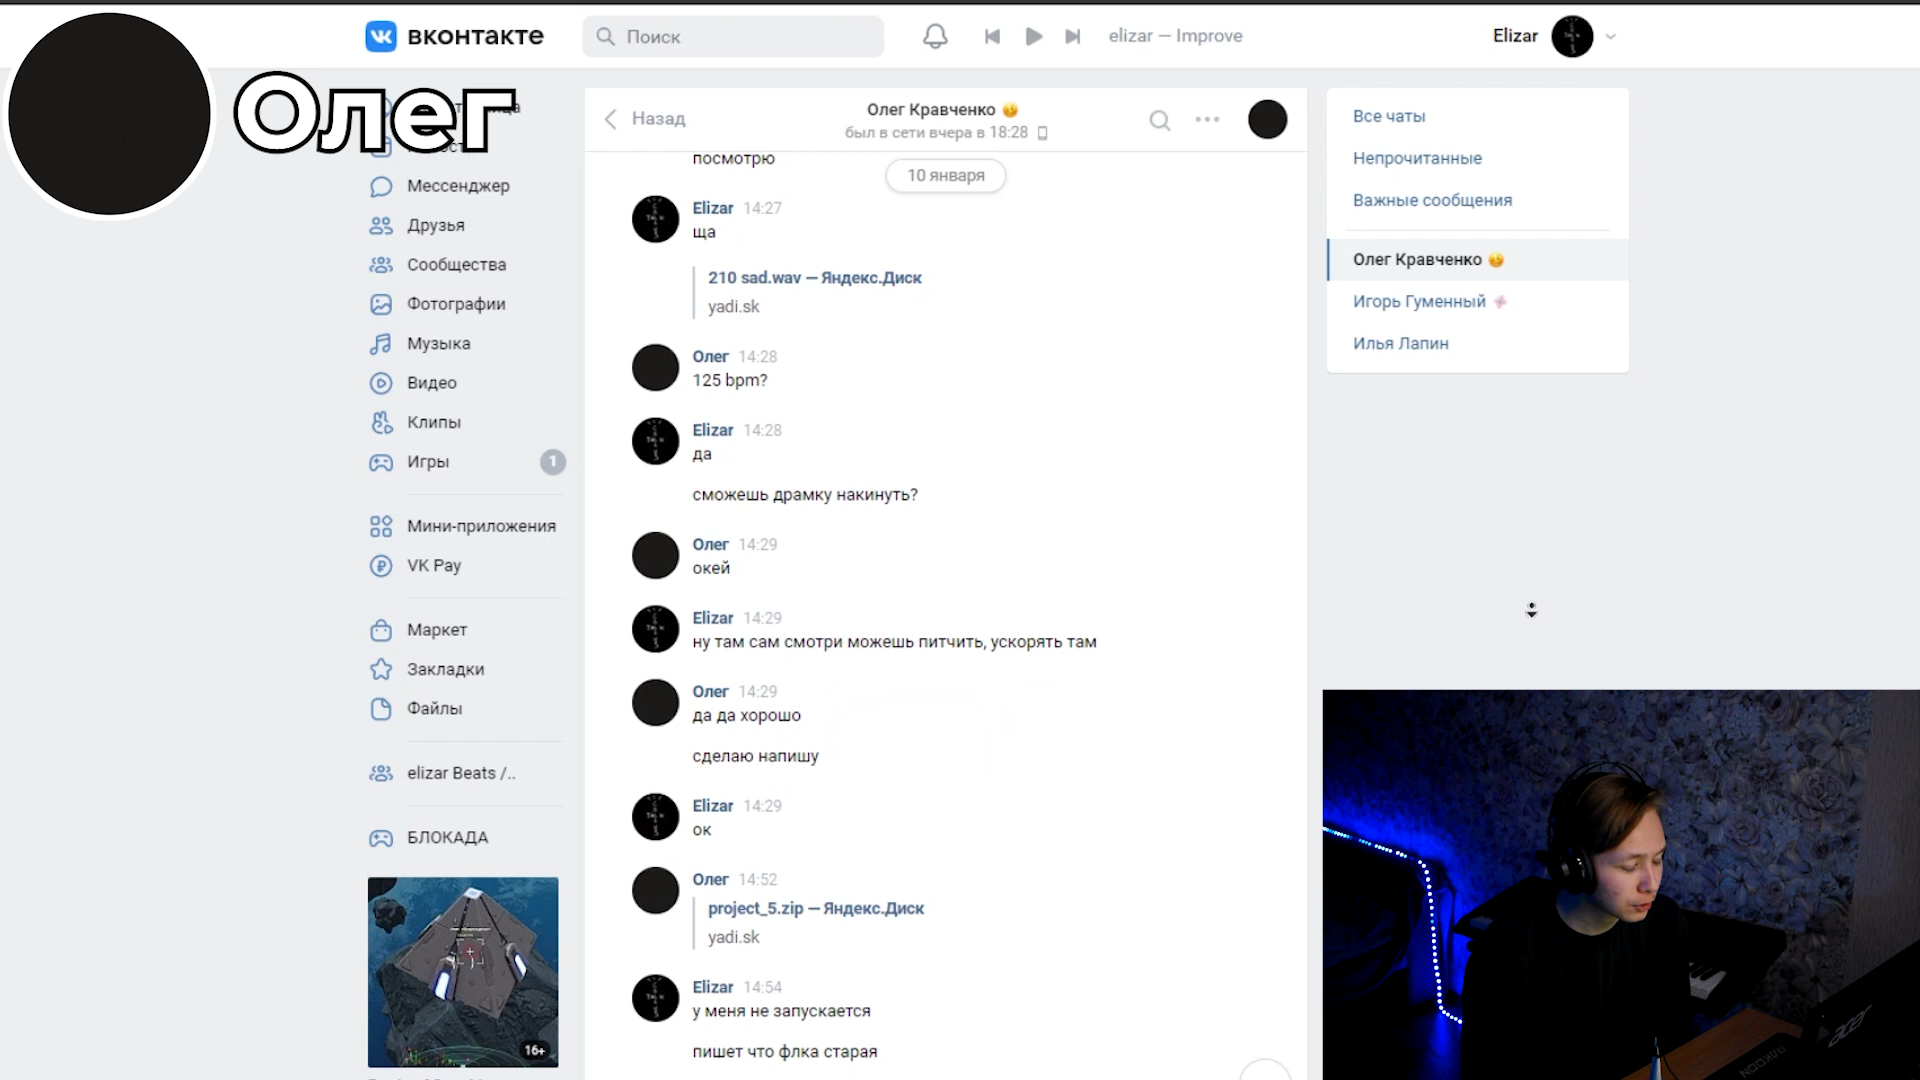 вконтакте
Поиск
elizar — Improve
Elizar
Олег
Мессенджер
Друзья
Сообщества
Фотографии
Музыка
Видео
Клипы
Игры
1
Мини-приложения
VK Pay
Маркет
Закладки
Файлы
elizar Beats /..
БЛОКАДА
16+
Назад
Олег Кравченко
был в сети вчера в 18:28
посмотрю
10 января
Elizar 14:27
ща
210 sad.wav — Яндекс.Диск
yadi.sk
Олег 14:28
125 bpm?
Elizar 14:28
да
сможешь драмку накинуть?
Олег 14:29
окей
Elizar 14:29
ну там сам смотри можешь питчить, ускорять там
Олег 14:29
да да хорошо
сделаю напишу
Elizar 14:29
ок
Олег 14:52
project_5.zip — Яндекс.Диск
yadi.sk
Elizar 14:54
у меня не запускается
пишет что флка старая
Все чаты
Непрочитанные
Важные сообщения
Олег Кравченко
Игорь Гуменный
Илья Лапин
acer